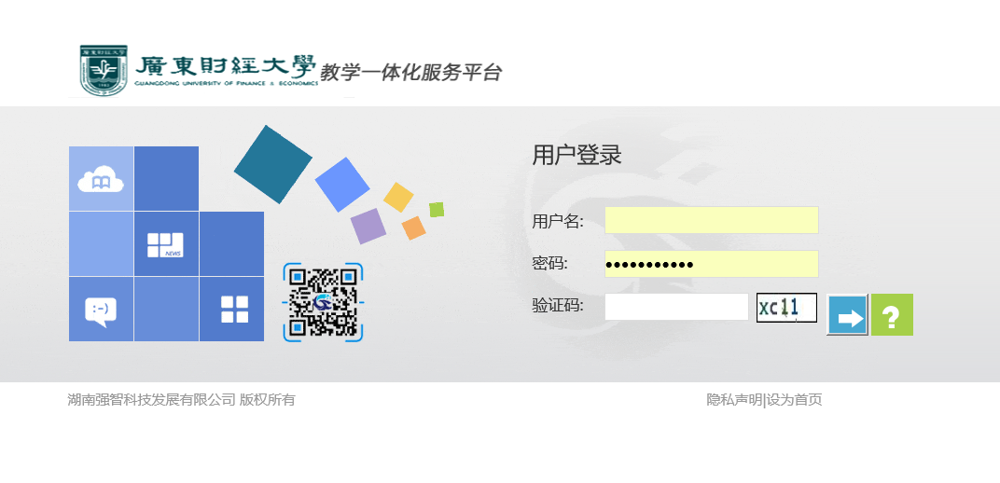 廣東財經大學
GUANGDONG UNIVERSITY OF FINANCE & ECONOMICS
教学一体化服务平台
用户登录
用户名:
密码: ●●●●●●●●●●●
验证码: xc11
NEWS
:-)
?
湖南强智科技发展有限公司 版权所有
隐私声明|设为首页